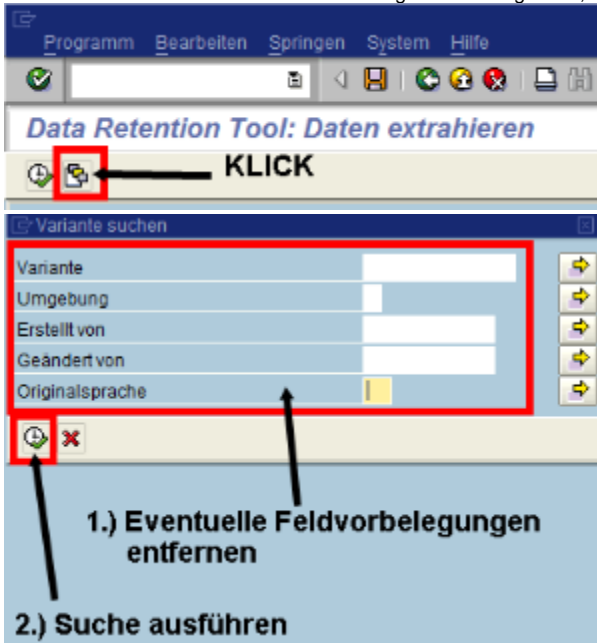 Programm Bearbeiten Springen System Hilfe
Data Retention Tool: Daten extrahieren
KLICK
Variante suchen
Variante
Umgebung
Erstellt von
Geändert von
Originalsprache
1.) Eventuelle Feldvorbelegungen
entfernen
2.) Suche ausführen